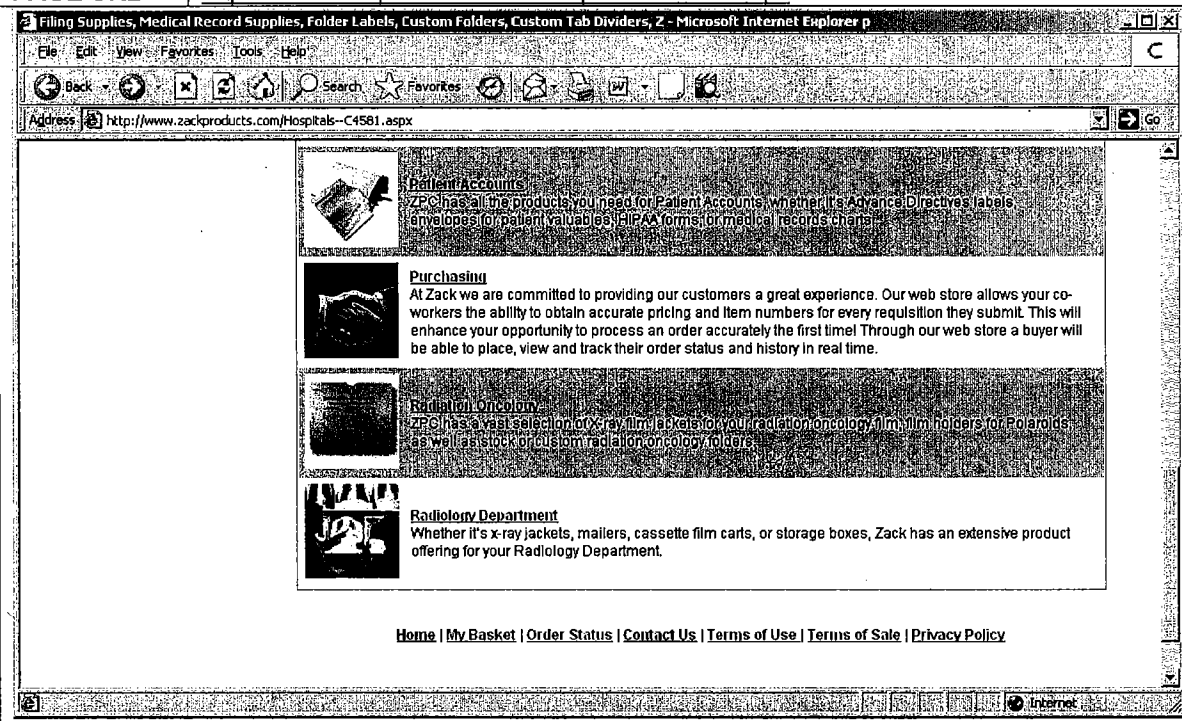 Filing Supplies, Medical Record Supplies, Folder Labels, Custom Folders, Custom Tab Dividers, Z - Microsoft Internet Explorer p
File Edit View Favorites Tools Help
Back Search Favorites
Address http://www.zackproducts.com/Hospitals--C4581.aspx Go
Patient Accounts
ZPC has all the products you need for Patient Accounts, whether it's Advance Directives labels,
envelopes for patient valuables, HIPAA forms, or medical records charts.
Purchasing
At Zack we are committed to providing our customers a great experience. Our web store allows your co-
workers the ability to obtain accurate pricing and item numbers for every requisition they submit. This will
enhance your opportunity to process an order accurately the first time! Through our web store a buyer will
be able to place, view and track their order status and history in real time.
Radiation Oncology
ZPC has a vast selection of x-ray film jackets for your radiation oncology film, film holders for Polaroids
as well as stock or custom radiation oncology folders.
Radiology Department
Whether it's x-ray jackets, mailers, cassette film carts, or storage boxes, Zack has an extensive product
offering for your Radiology Department.
Home | My Basket | Order Status | Contact Us | Terms of Use | Terms of Sale | Privacy Policy
Internet